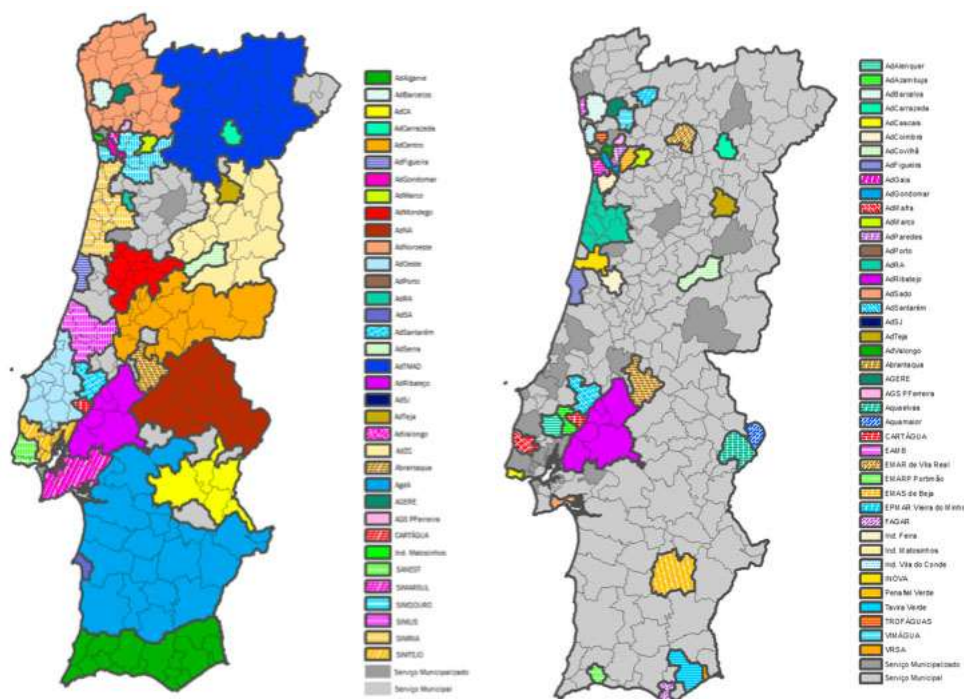 AdAlgarve
AdBarcelos
AdCA
AdCarrazeda
AdCentro
AdFigueira
AdGondomar
AdMarco
AdMondego
AdNA
AdNoroeste
AdOeste
AdPorto
AdRA
AdSA
AdSantarém
AdSerra
AdTMAD
AdRibatejo
AdSJ
AdTeja
AdValongo
AdZC
Abrantaqua
AgdA
AGERE
AGS PFerreira
CARTÁGUA
Ind. Matosinhos
SANEST
SIMARSUL
SIMDOURO
SIMLIS
SIMRIA
SIMTEJO
Serviço Municipalizado
Serviço Municipal
AdAlenquer
AdAzambuja
AdBarcelos
AdCarrazeda
AdCascais
AdCoimbra
AdCovilhã
AdFigueira
AdGaia
AdGondomar
AdMafra
AdMarco
AdParedes
AdPorto
AdRA
AdRibatejo
AdSado
AdSantarém
AdSJ
AdTeja
AdValongo
Abrantaqua
AGERE
AGS PFerreira
Aquaelvas
Aquamaior
CARTÁGUA
EAMB
EMAR de Vila Real
EMARP Portimão
EMAS de Beja
EPMAR Vieira do Minho
FAGAR
Ind. Feira
Ind. Matosinhos
Ind. Vila do Conde
INOVA
Penafiel Verde
Tavira Verde
TROFÁGUAS
VIMÁGUA
VRSA
Serviço Municipalizado
Serviço Municipal